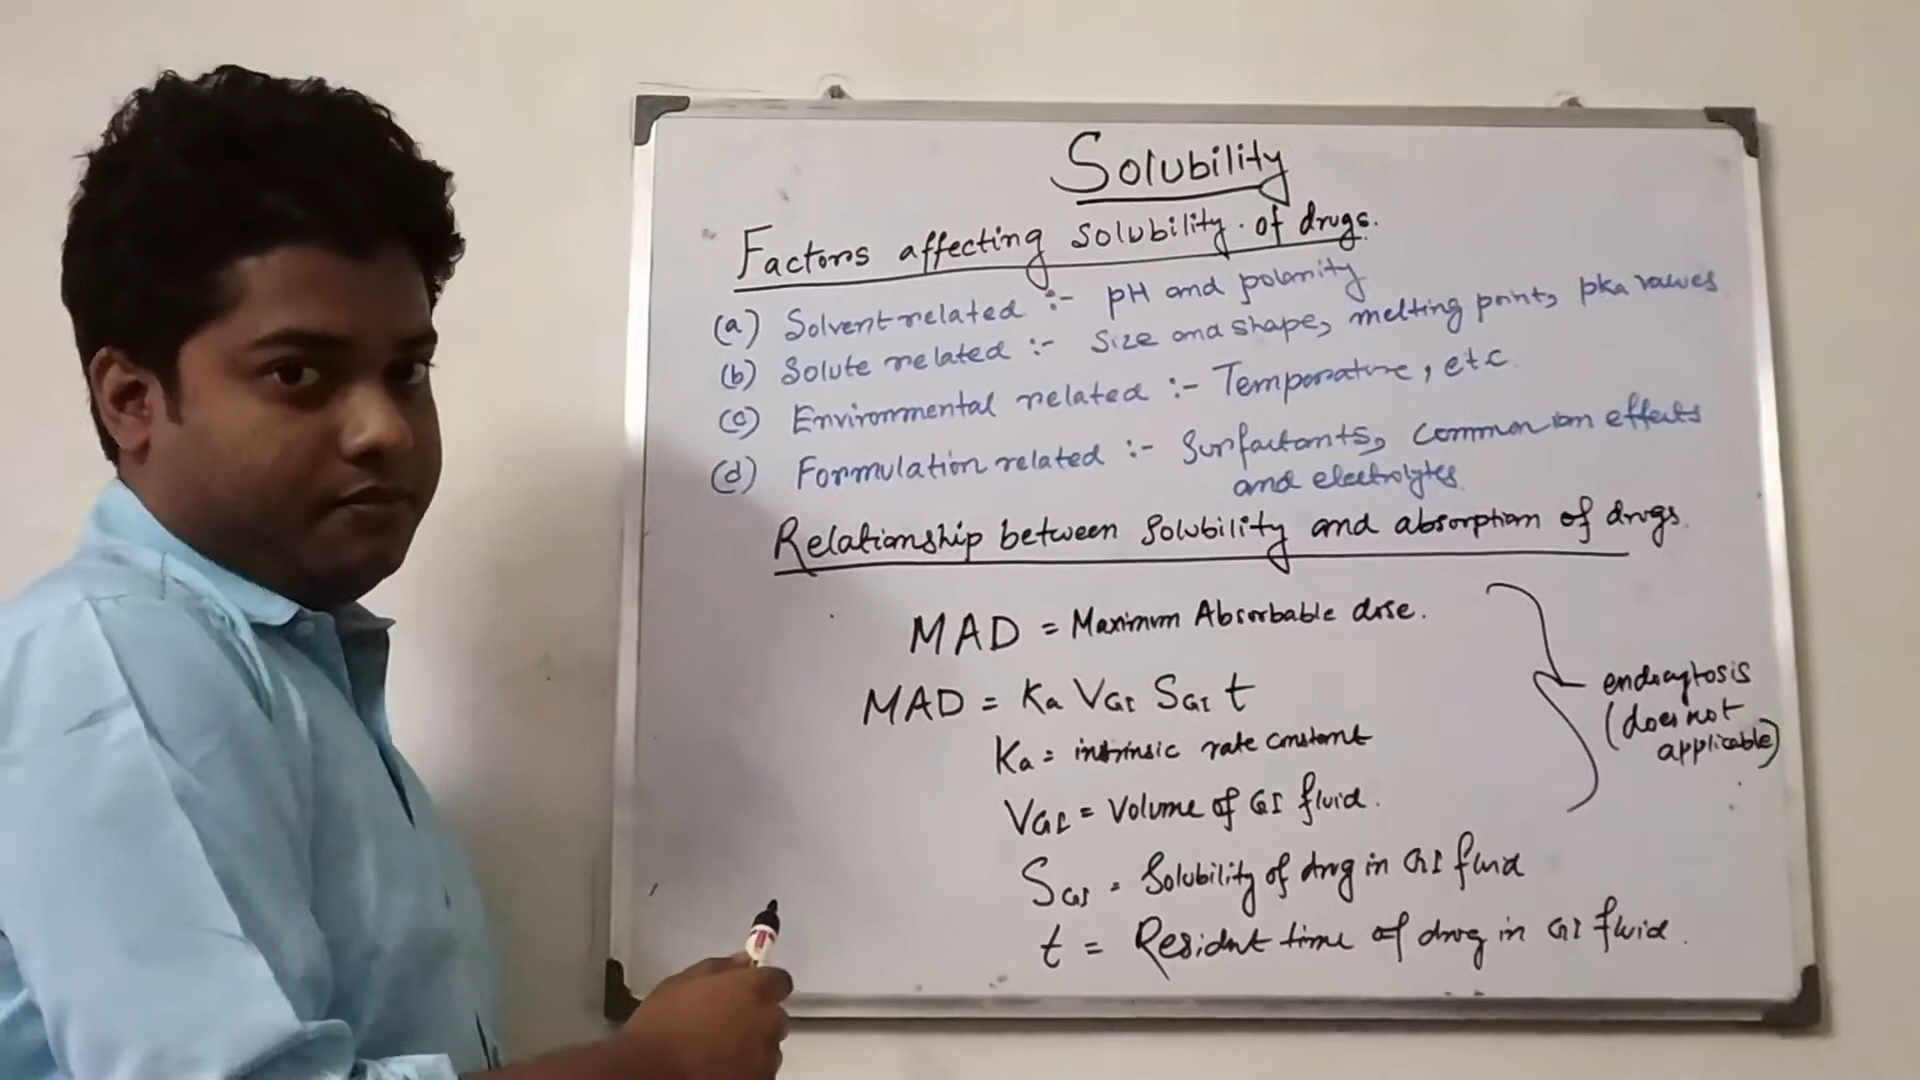 Solubility
Factors affecting solubility of drugs.
(a) Solvent related :- pH and polarity
(b) Solute related :- Size and shape, melting point, pka values
(c) Environmental related :- Temperature, etc.
(d) Formulation related :- Surfactants, Common ion effects
and electrolytes.
Relationship between Solubility and absorption of drugs.
MAD = Maximum Absorbable dose.
MAD = Ka VGI SGI t
Ka = intrinsic rate constant
VGI = Volume of GI fluid.
SGI = Solubility of drug in GI fluid
t = Resident time of drug in GI fluid.
endocytosis
(does not
applicable)